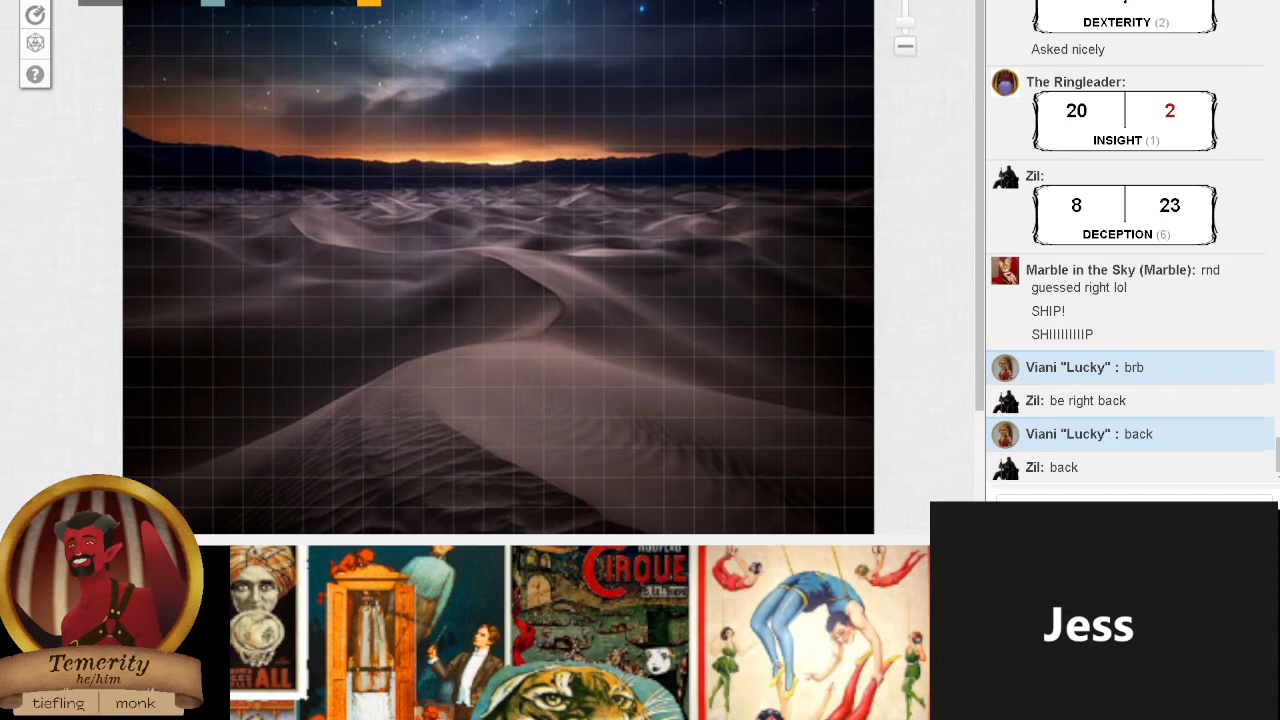 DEXTERITY (2)
Asked nicely
The Ringleader:
20 2
INSIGHT (1)
Zil:
8 23
DECEPTION (6)
Marble in the Sky (Marble): rnd
guessed right lol
SHIP!
SHIIIIIIIIIP
Viani "Lucky" : brb
Zil: be right back
Viani "Lucky" : back
Zil: back
Temerity
he/him
tiefling | monk
ALL
CIRQUE
Jess